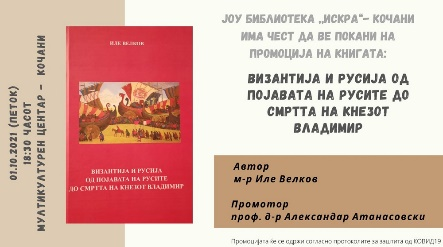 01.10.2021 (ПЕТОК)
18:30 ЧАСОТ
МУЛТИКУЛТУРЕН ЦЕНТАР - КОЧАНИ
ИЛЕ ВЕЛКОВ
ВИЗАНТИЈА И РУСИЈА
ОД ПОЈАВАТА НА РУСИТЕ
ДО СМРТТА НА КНЕЗОТ ВЛАДИМИР
ЈОУ БИБЛИОТЕКА „ИСКРА"- КОЧАНИ
ИМА ЧЕСТ ДА ВЕ ПОКАНИ НА
ПРОМОЦИЈА НА КНИГАТА:
ВИЗАНТИЈА И РУСИЈА ОД
ПОЈАВАТА НА РУСИТЕ ДО
СМРТТА НА КНЕЗОТ
ВЛАДИМИР
Автор
м-р Иле Велков
Промотор
проф. д-р Александар Атанасовски
Промоцијата ќе се одржи согласно протоколите за заштита од КОВИД19